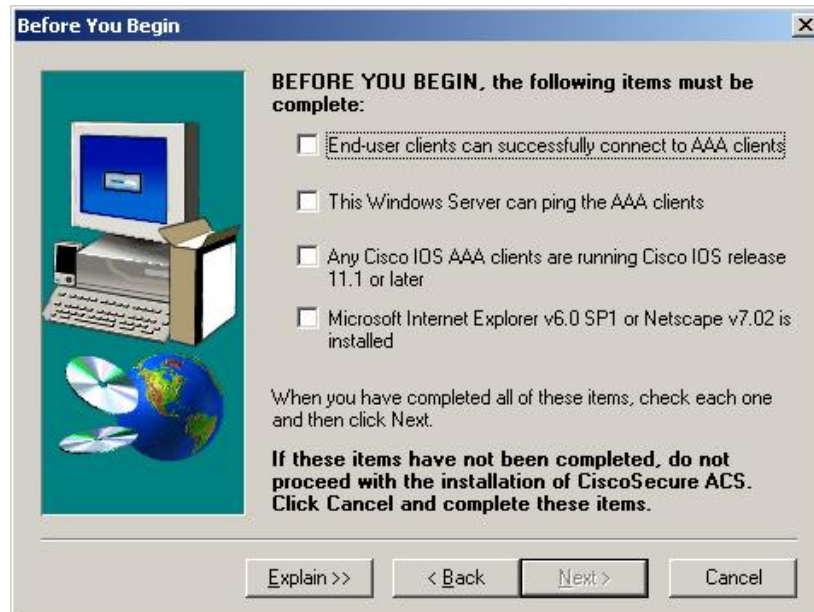 Before You Begin
BEFORE YOU BEGIN, the following items must be
complete:
End-user clients can successfully connect to AAA clients
This Windows Server can ping the AAA clients
Any Cisco IOS AAA clients are running Cisco IOS release
11.1 or later
Microsoft Internet Explorer v6.0 SP1 or Netscape v7.02 is
installed
When you have completed all of these items, check each one
and then click Next.
If these items have not been completed, do not
proceed with the installation of CiscoSecure ACS.
Click Cancel and complete these items.
Explain >>
< Back
Next >
Cancel